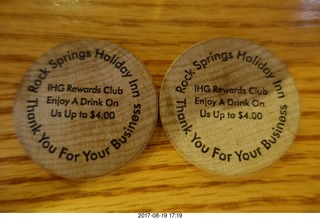 Rock Springs Holiday Inn
IHG Rewards Club
Enjoy A Drink On
Us Up to $4.00
Thank You For Your Business
Rock Springs Holiday Inn
IHG Rewards Club
Enjoy A Drink On
Us Up to $4.00
Thank You For Your Business
2017-08-19 17:19